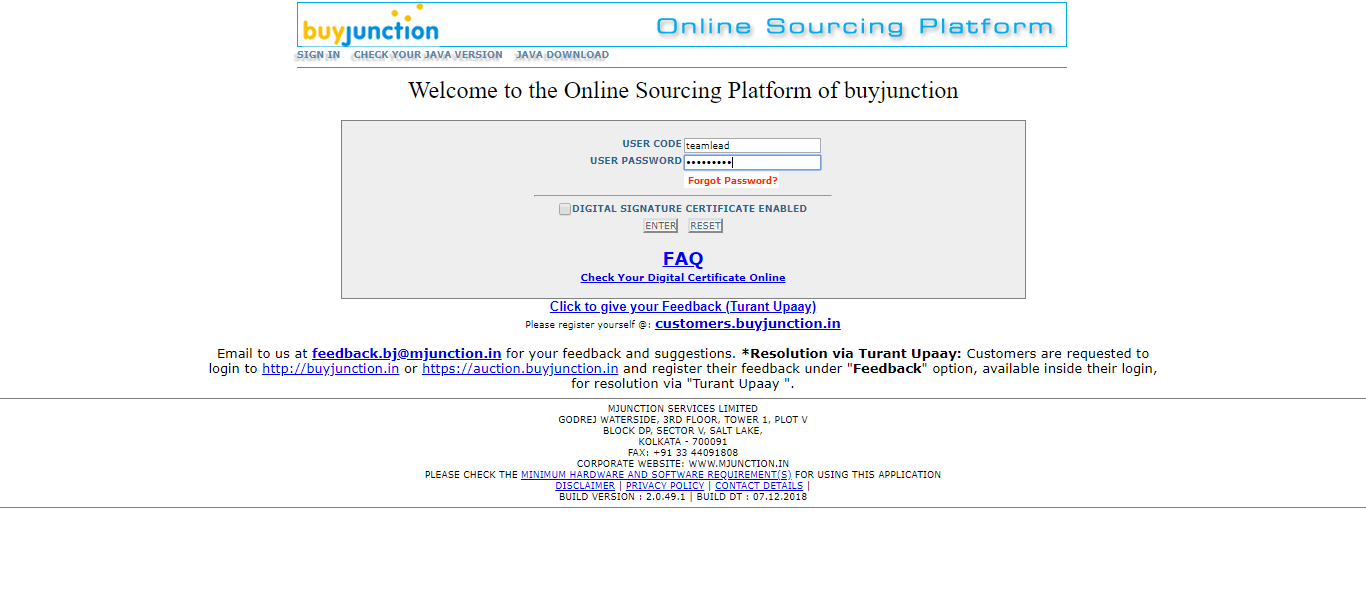 buyjunction
Online Sourcing Platform
SIGN IN CHECK YOUR JAVA VERSION JAVA DOWNLOAD
Welcome to the Online Sourcing Platform of buyjunction
USER CODE teamlead
USER PASSWORD •••••••••
Forgot Password?
DIGITAL SIGNATURE CERTIFICATE ENABLED
ENTER RESET
FAQ
Check Your Digital Certificate Online
Click to give your Feedback (Turant Upaay)
Please register yourself @: customers.buyjunction.in
Email to us at feedback.bj@mjunction.in for your feedback and suggestions. *Resolution via Turant Upaay: Customers are requested to
login to http://buyjunction.in or https://auction.buyjunction.in and register their feedback under "Feedback" option, available inside their login,
for resolution via "Turant Upaay ".
MJUNCTION SERVICES LIMITED
GODREJ WATERSIDE, 3RD FLOOR, TOWER 1, PLOT V
BLOCK DP, SECTOR V, SALT LAKE,
KOLKATA - 700091
FAX: +91 33 44091808
CORPORATE WEBSITE: WWW.MJUNCTION.IN
PLEASE CHECK THE MINIMUM HARDWARE AND SOFTWARE REQUIREMENT(S) FOR USING THIS APPLICATION
DISCLAIMER | PRIVACY POLICY | CONTACT DETAILS |
BUILD VERSION : 2.0.49.1 | BUILD DT : 07.12.2018